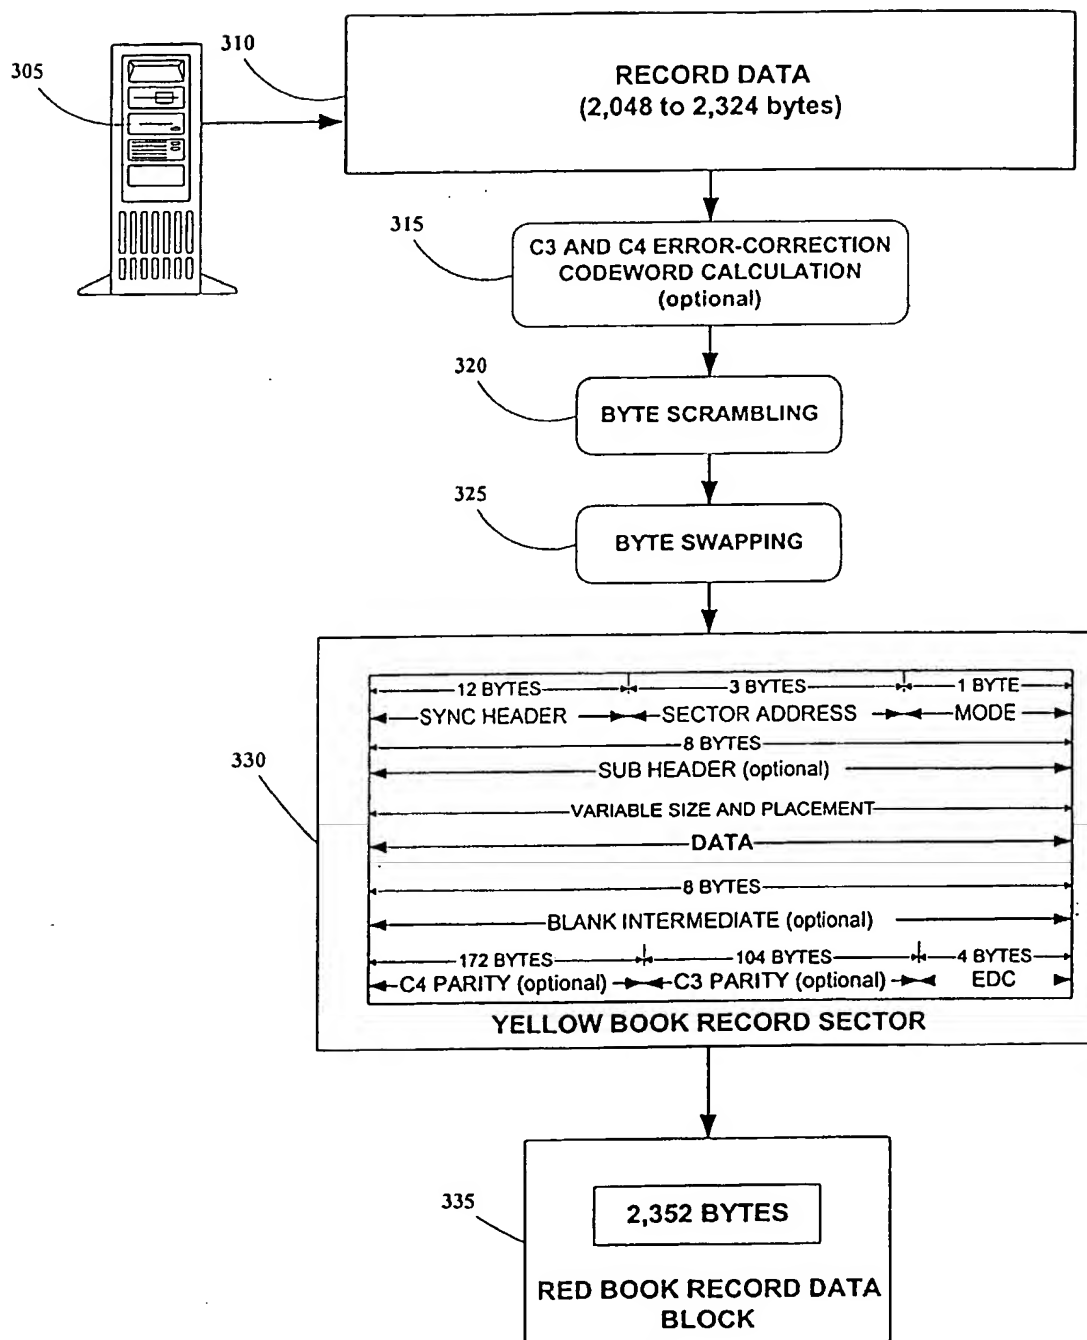 310
305
RECORD DATA
(2,048 to 2,324 bytes)
315
C3 AND C4 ERROR-CORRECTION
CODEWORD CALCULATION
(optional)
320
BYTE SCRAMBLING
325
BYTE SWAPPING
330
12 BYTES 3 BYTES 1 BYTE
SYNC HEADER SECTOR ADDRESS MODE
8 BYTES
SUB HEADER (optional)
VARIABLE SIZE AND PLACEMENT
DATA
8 BYTES
BLANK INTERMEDIATE (optional)
172 BYTES 104 BYTES 4 BYTES
C4 PARITY (optional) C3 PARITY (optional) EDC
YELLOW BOOK RECORD SECTOR
335
2,352 BYTES
RED BOOK RECORD DATA
BLOCK